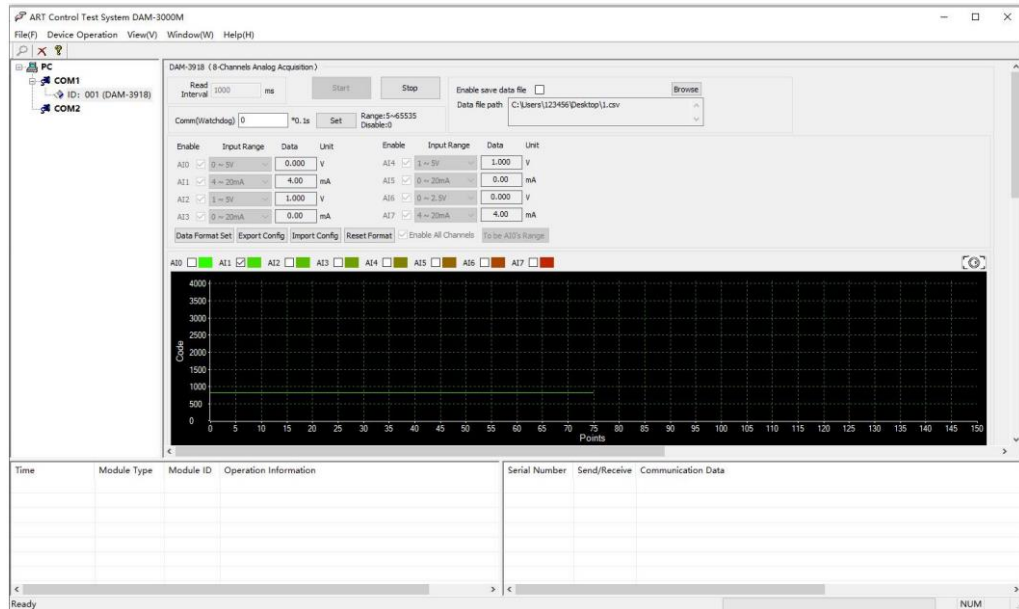 ART Control Test System DAM-3000M
File(F) Device Operation View(V) Window(W) Help(H)
PC
COM1
ID: 001 (DAM-3918)
COM2
DAM-3918 (8-Channels Analog Acquisition)
Read Interval 1000 ms Start Stop
Enable save data file Browse
Data file path C:\Users\123456\Desktop\1.csv
Comm(Watchdog) 0 *0.1s Set Range:5~65535
Disable:0
Enable Input Range Data Unit Enable Input Range Data Unit
AI0 0 ~ 5V 0.000 V AI4 1 ~ 5V 1.000 V
AI1 4 ~ 20mA 4.00 mA AI5 0 ~ 20mA 0.00 mA
AI2 1 ~ 5V 1.000 V AI6 0 ~ 2.5V 0.000 V
AI3 0 ~ 20mA 0.00 mA AI7 4 ~ 20mA 4.00 mA
Data Format Set Export Config Import Config Reset Format Enable All Channels To be AI0's Range
AI0 AI1 AI2 AI3 AI4 AI5 AI6 AI7
4000
3500
3000
2500
2000
1500
1000
500
0
Code
0 5 10 15 20 25 30 35 40 45 50 55 60 65 70 75 80 85 90 95 100 105 110 115 120 125 130 135 140 145 150
Points
Time Module Type Module ID Operation Information
Serial Number Send/Receive Communication Data
Ready NUM